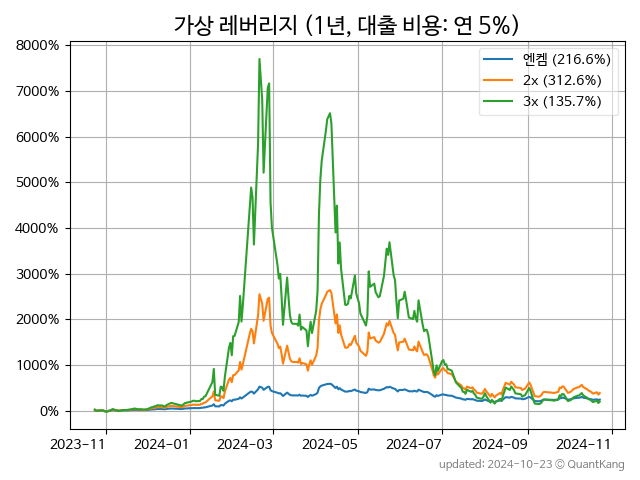 가상 레버리지 (1년, 대출 비용: 연 5%)
8000%
7000%
6000%
5000%
4000%
3000%
2000%
1000%
0%
엔켐 (216.6%)
2x (312.6%)
3x (135.7%)
2023-11 2024-01 2024-03 2024-05 2024-07 2024-09 2024-11
updated: 2024-10-23 ⓒ QuantKang